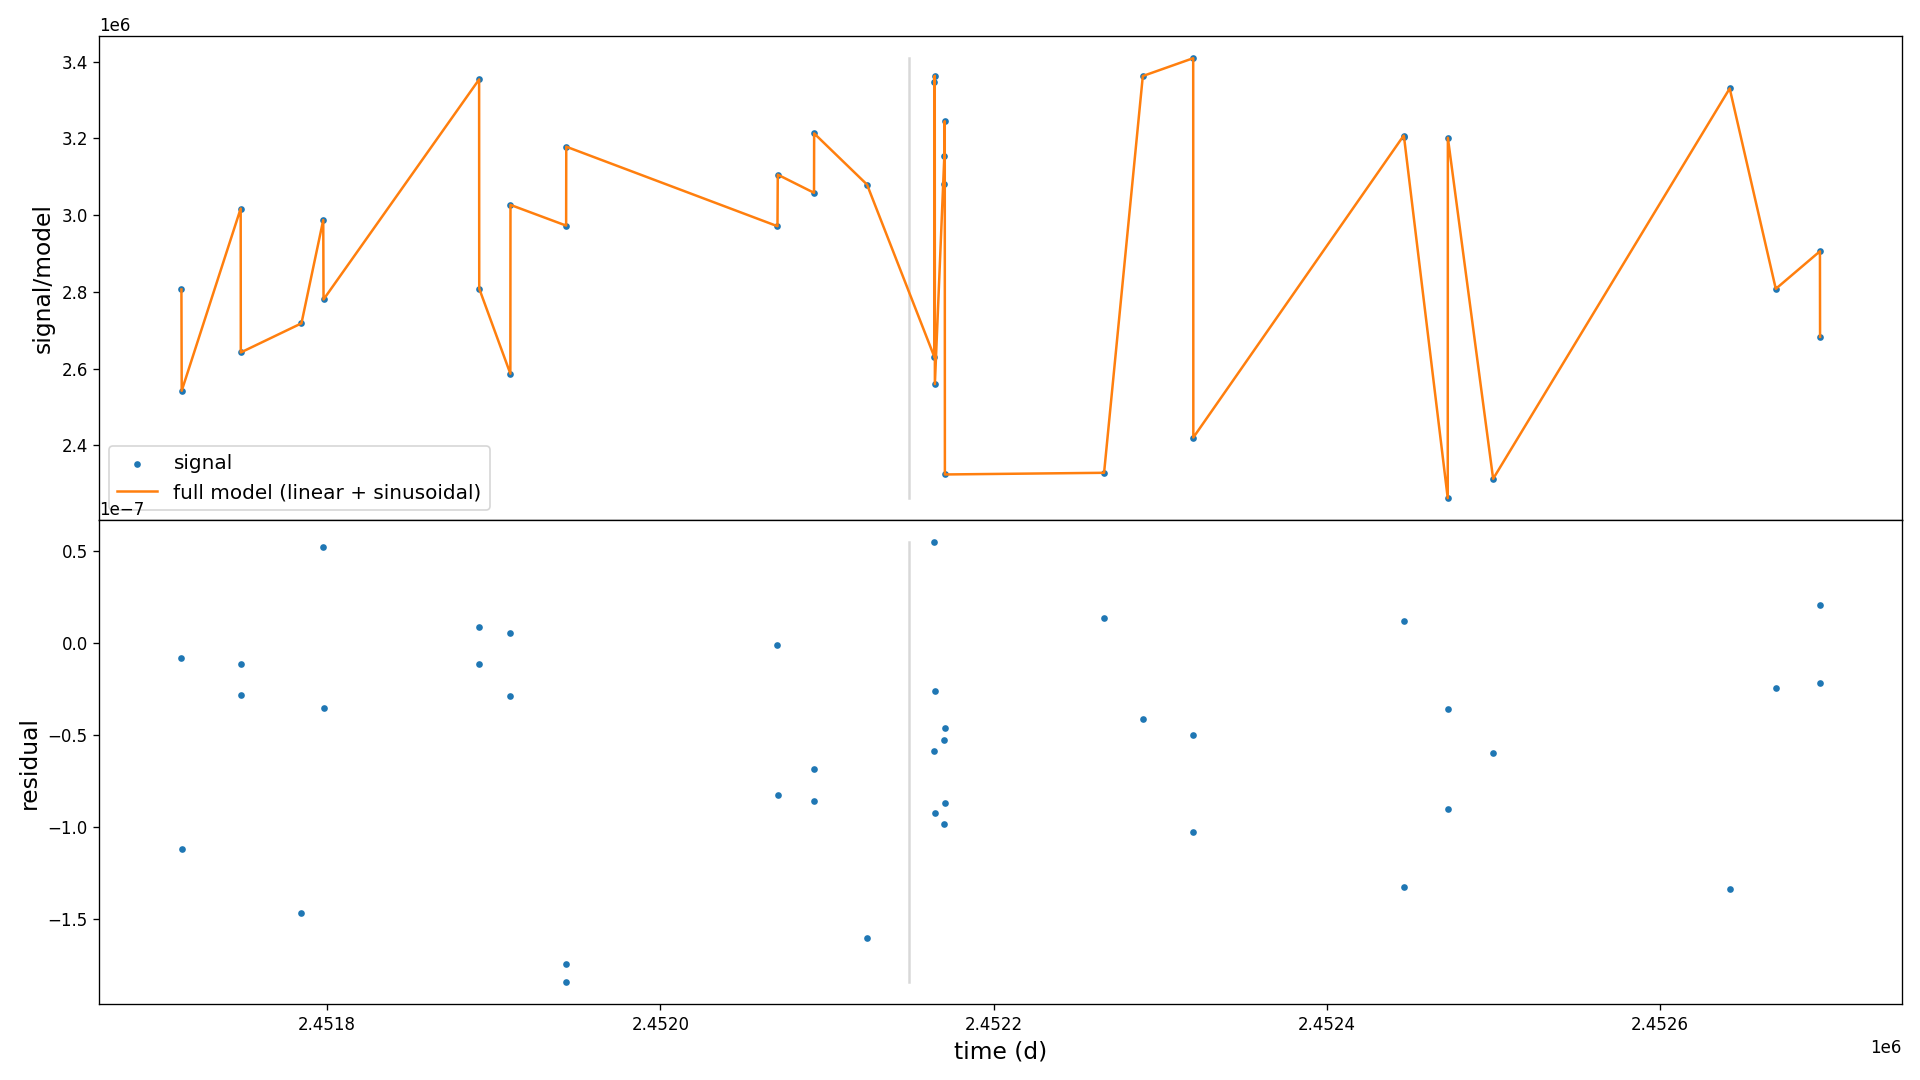 1e6
3.4
3.2
3.0
2.8
2.6
2.4
signal/model
signal
full model (linear + sinusoidal)
1e−7
0.5
0.0
−0.5
−1.0
−1.5
residual
2.4518 2.4520 2.4522 2.4524 2.4526
time (d)
1e6